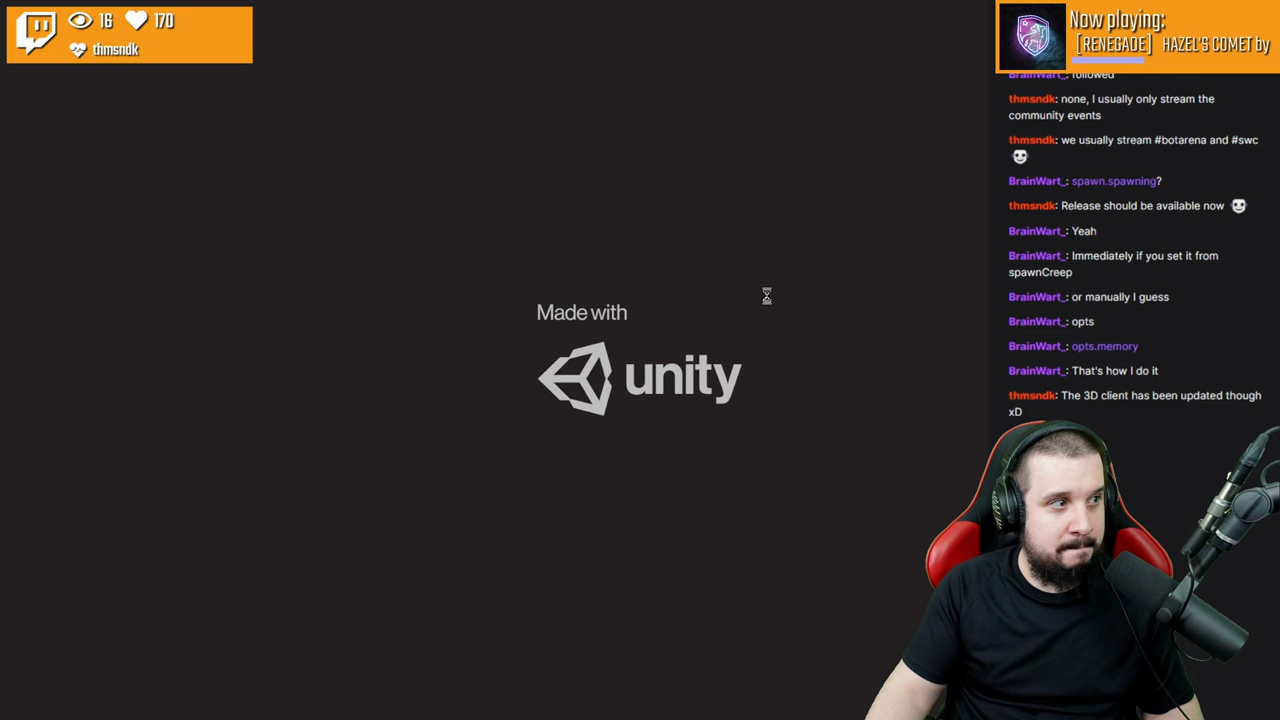 16 170
thmsndk
Now playing:
[RENEGADE] HAZEL'S COMET by
BrainWart_: followed
thmsndk: none, I usually only stream the
community events
thmsndk: we usually stream #botarena and #swc
BrainWart_: spawn.spawning?
thmsndk: Release should be available now
BrainWart_: Yeah
BrainWart_: Immediately if you set it from
spawnCreep
BrainWart_: or manually I guess
BrainWart_: opts
BrainWart_: opts.memory
BrainWart_: That's how I do it
thmsndk: The 3D client has been updated though
xD
Made with
unity